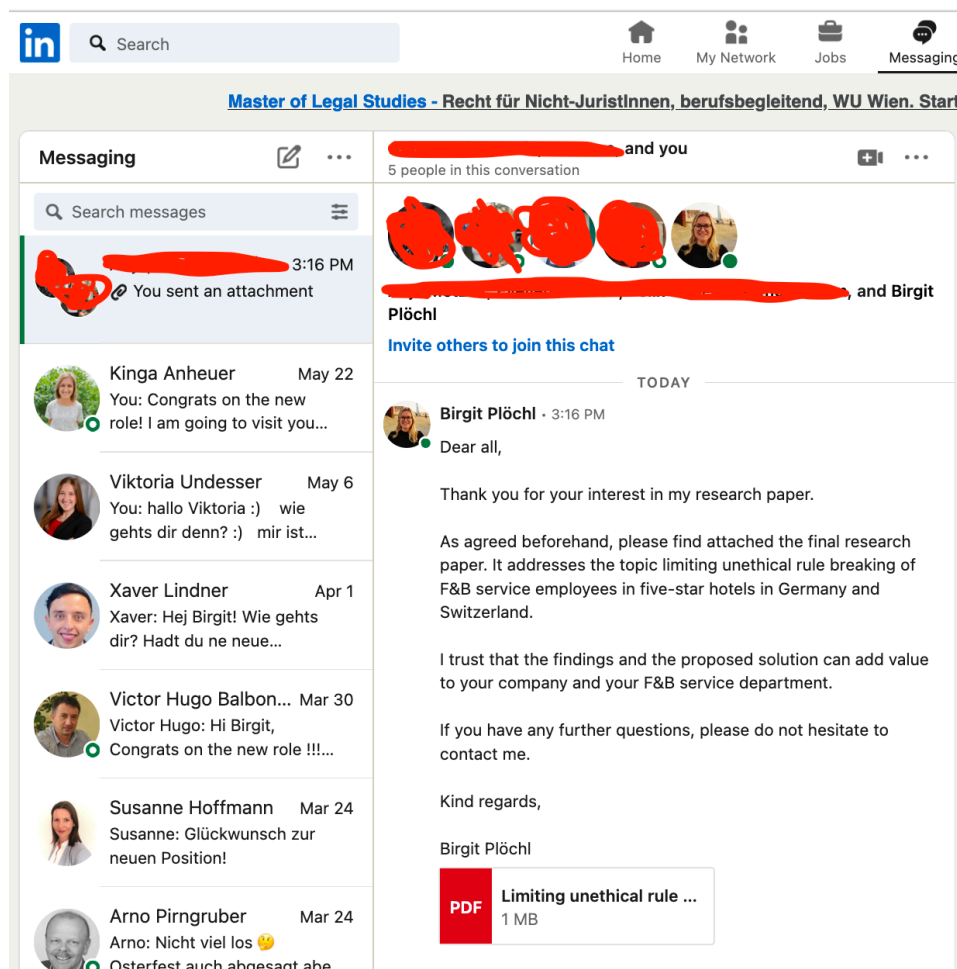 in
Search
Home
My Network
Jobs
Messaging
Master of Legal Studies - Recht für Nicht-JuristInnen, berufsbegleitend, WU Wien. Start
Messaging
Search messages
3:16 PM
You sent an attachment
Kinga Anheuer May 22
You: Congrats on the new
role! I am going to visit you...
Viktoria Undesser May 6
You: hallo Viktoria :) wie
gehts dir denn? :) mir ist...
Xaver Lindner Apr 1
Xaver: Hej Birgit! Wie gehts
dir? Hadt du ne neue...
Victor Hugo Balbon... Mar 30
Victor Hugo: Hi Birgit,
Congrats on the new role !!!...
Susanne Hoffmann Mar 24
Susanne: Glückwunsch zur
neuen Position!
Arno Pirngruber Mar 24
Arno: Nicht viel los 🤔
Osterfest auch abgesagt abe
and you
5 people in this conversation
, and Birgit
Plöchl
Invite others to join this chat
TODAY
Birgit Plöchl • 3:16 PM
Dear all,
Thank you for your interest in my research paper.
As agreed beforehand, please find attached the final research
paper. It addresses the topic limiting unethical rule breaking of
F&B service employees in five-star hotels in Germany and
Switzerland.
I trust that the findings and the proposed solution can add value
to your company and your F&B service department.
If you have any further questions, please do not hesitate to
contact me.
Kind regards,
Birgit Plöchl
PDF
Limiting unethical rule ...
1 MB